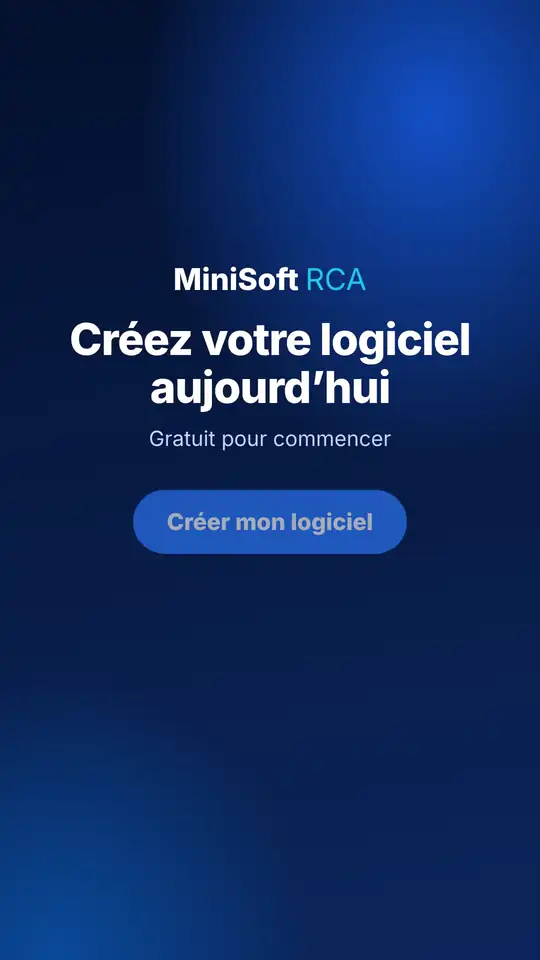 MiniSoft RCA
Créez votre logiciel
aujourd’hui
Gratuit pour commencer
Créer mon logiciel